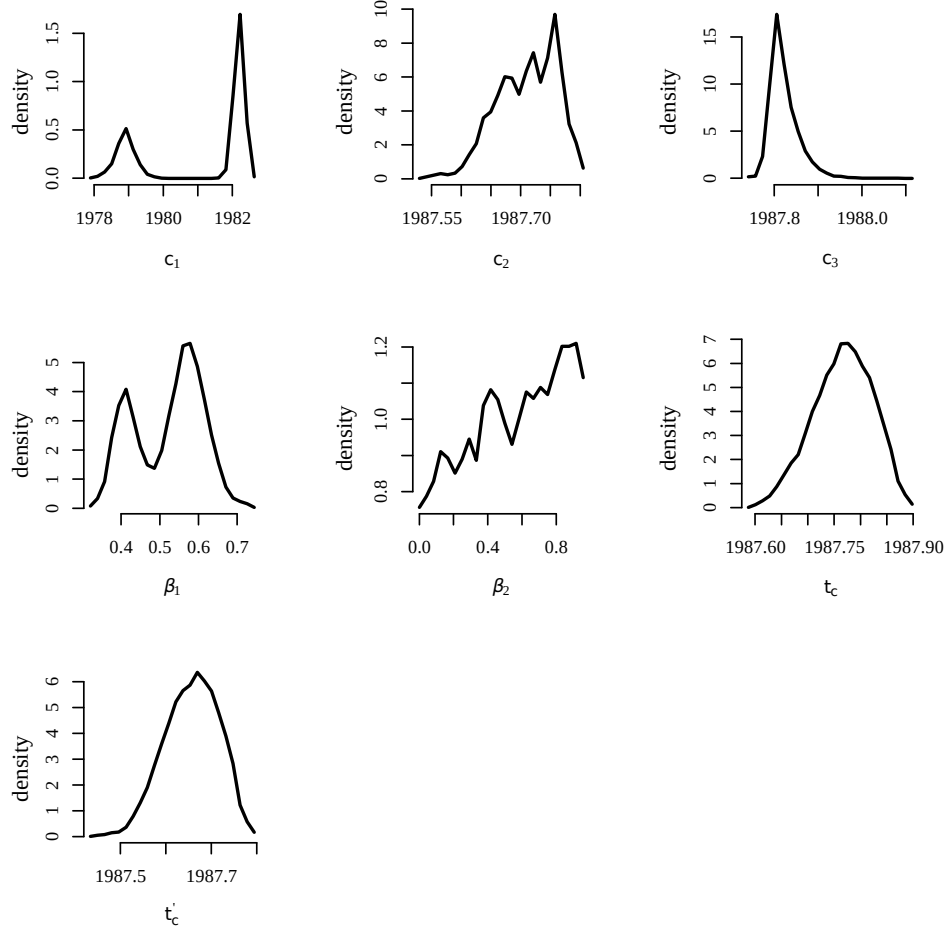 density
0.0 0.5 1.0 1.5
1978 1980 1982
c1
density
0 2 4 6 8 10
1987.55 1987.70
c2
density
0 5 10 15
1987.8 1988.0
c3
density
0 1 2 3 4 5
0.4 0.5 0.6 0.7
β1
density
0.8 1.0 1.2
0.0 0.4 0.8
β2
density
0 1 2 3 4 5 6 7
1987.60 1987.75 1987.90
tc
density
0 1 2 3 4 5 6
1987.5 1987.7
t'c